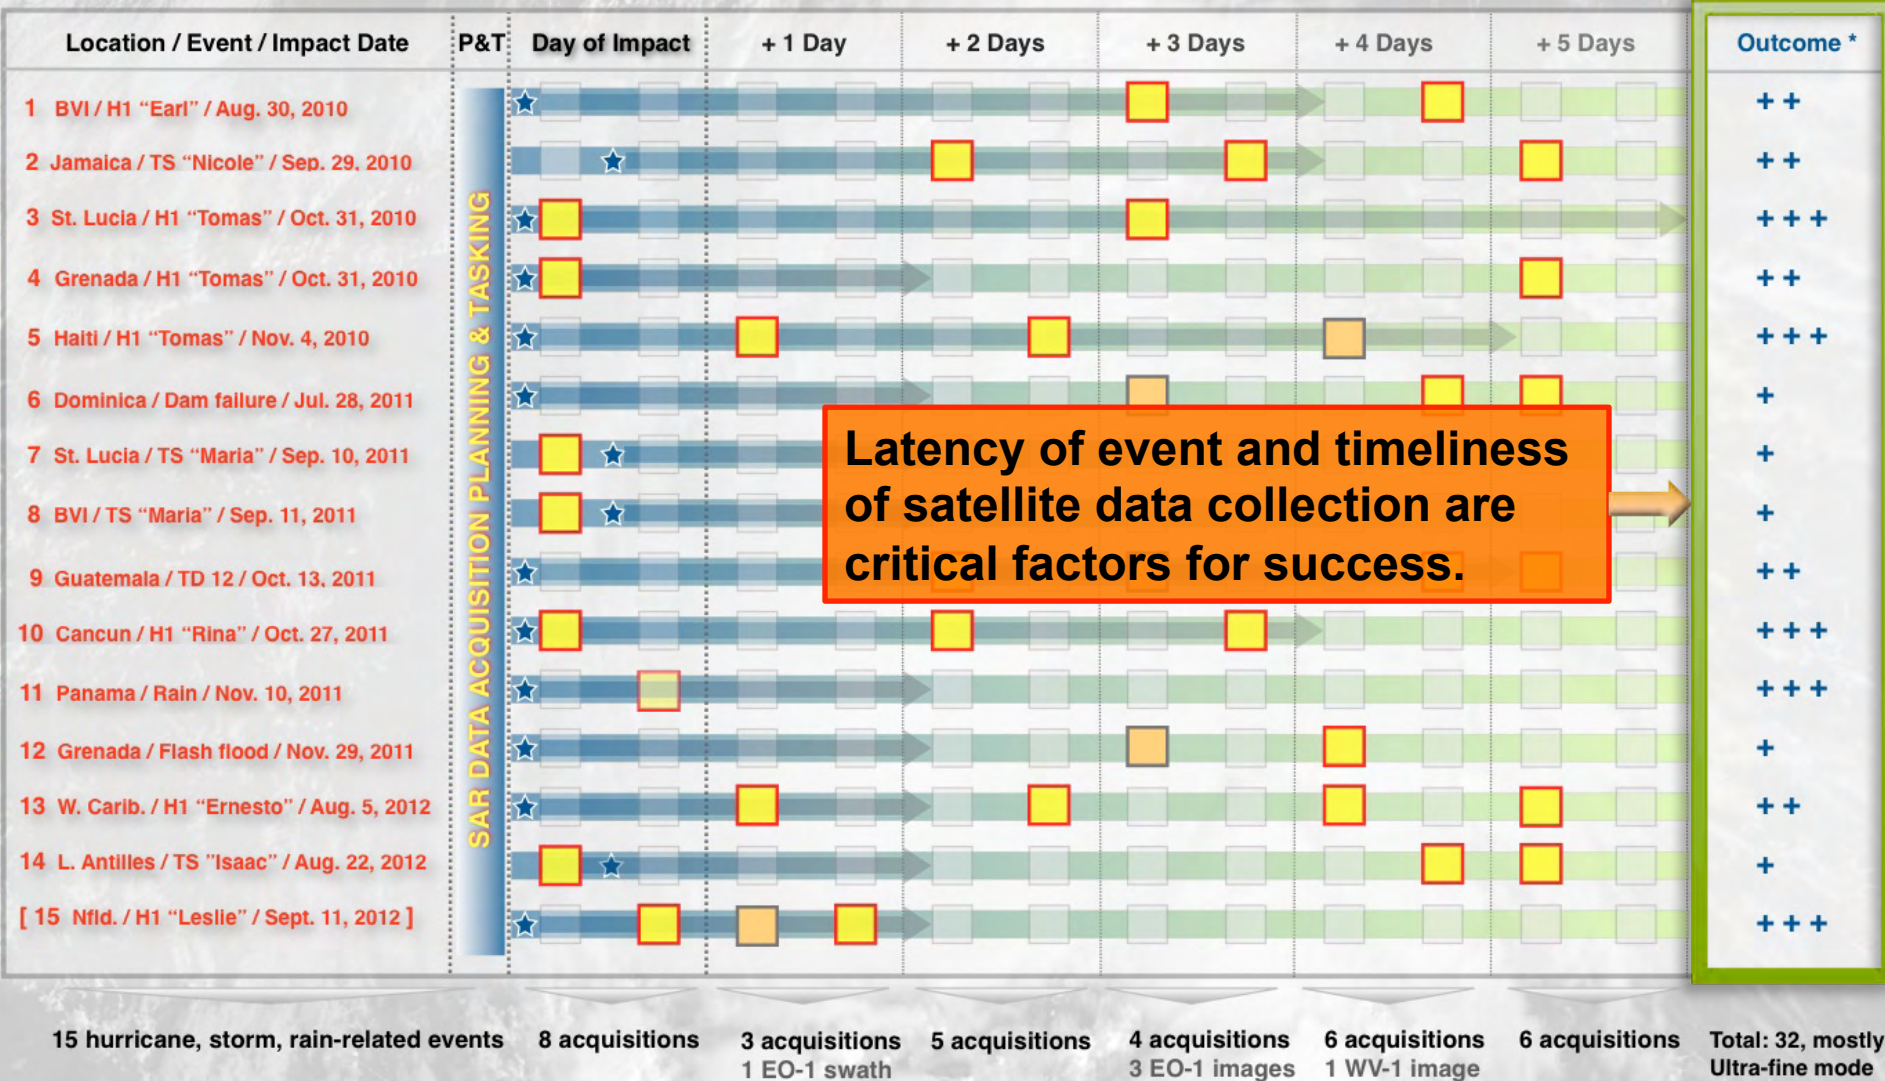 Location / Event / Impact Date P&T Day of Impact + 1 Day + 2 Days + 3 Days + 4 Days + 5 Days Outcome *
1 BVI / H1 “Earl” / Aug. 30, 2010 + +
2 Jamaica / TS “Nicole” / Sep. 29. 2010 + +
3 St. Lucia / H1 “Tomas” / Oct. 31, 2010 + + +
4 Grenada / H1 “Tomas” / Oct. 31, 2010 + +
5 Haiti / H1 “Tomas” / Nov. 4, 2010 + + +
6 Dominica / Dam failure / Jul. 28, 2011 +
7 St. Lucia / TS “Maria” / Sep. 10, 2011 +
8 BVI / TS “Maria” / Sep. 11, 2011 +
9 Guatemala / TD 12 / Oct. 13, 2011 + +
10 Cancun / H1 “Rina” / Oct. 27, 2011 + + +
11 Panama / Rain / Nov. 10, 2011 + + +
12 Grenada / Flash flood / Nov. 29, 2011 +
13 W. Carib. / H1 “Ernesto” / Aug. 5, 2012 + +
14 L. Antilles / TS "Isaac” / Aug. 22, 2012 +
[ 15 Nfld. / H1 “Leslie” / Sept. 11, 2012 ] + + +
SAR DATA ACQUISITION PLANNING & TASKING
Latency of event and timeliness
of satellite data collection are
critical factors for success.
15 hurricane, storm, rain-related events 8 acquisitions 3 acquisitions 5 acquisitions 4 acquisitions 6 acquisitions 6 acquisitions Total: 32, mostly
1 EO-1 swath 3 EO-1 images 1 WV-1 image Ultra-fine mode